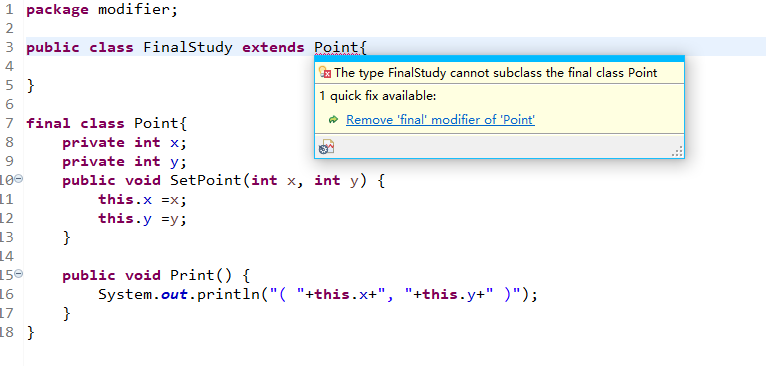 1 package modifier;
2
3 public class FinalStudy extends Point{
4
5 }
6
7 final class Point{
8     private int x;
9     private int y;
10     public void SetPoint(int x, int y) {
11         this.x =x;
12         this.y =y;
13     }
14
15     public void Print() {
16         System.out.println("( "+this.x+", "+this.y+" )");
17     }
18 }
The type FinalStudy cannot subclass the final class Point
1 quick fix available:
Remove 'final' modifier of 'Point'